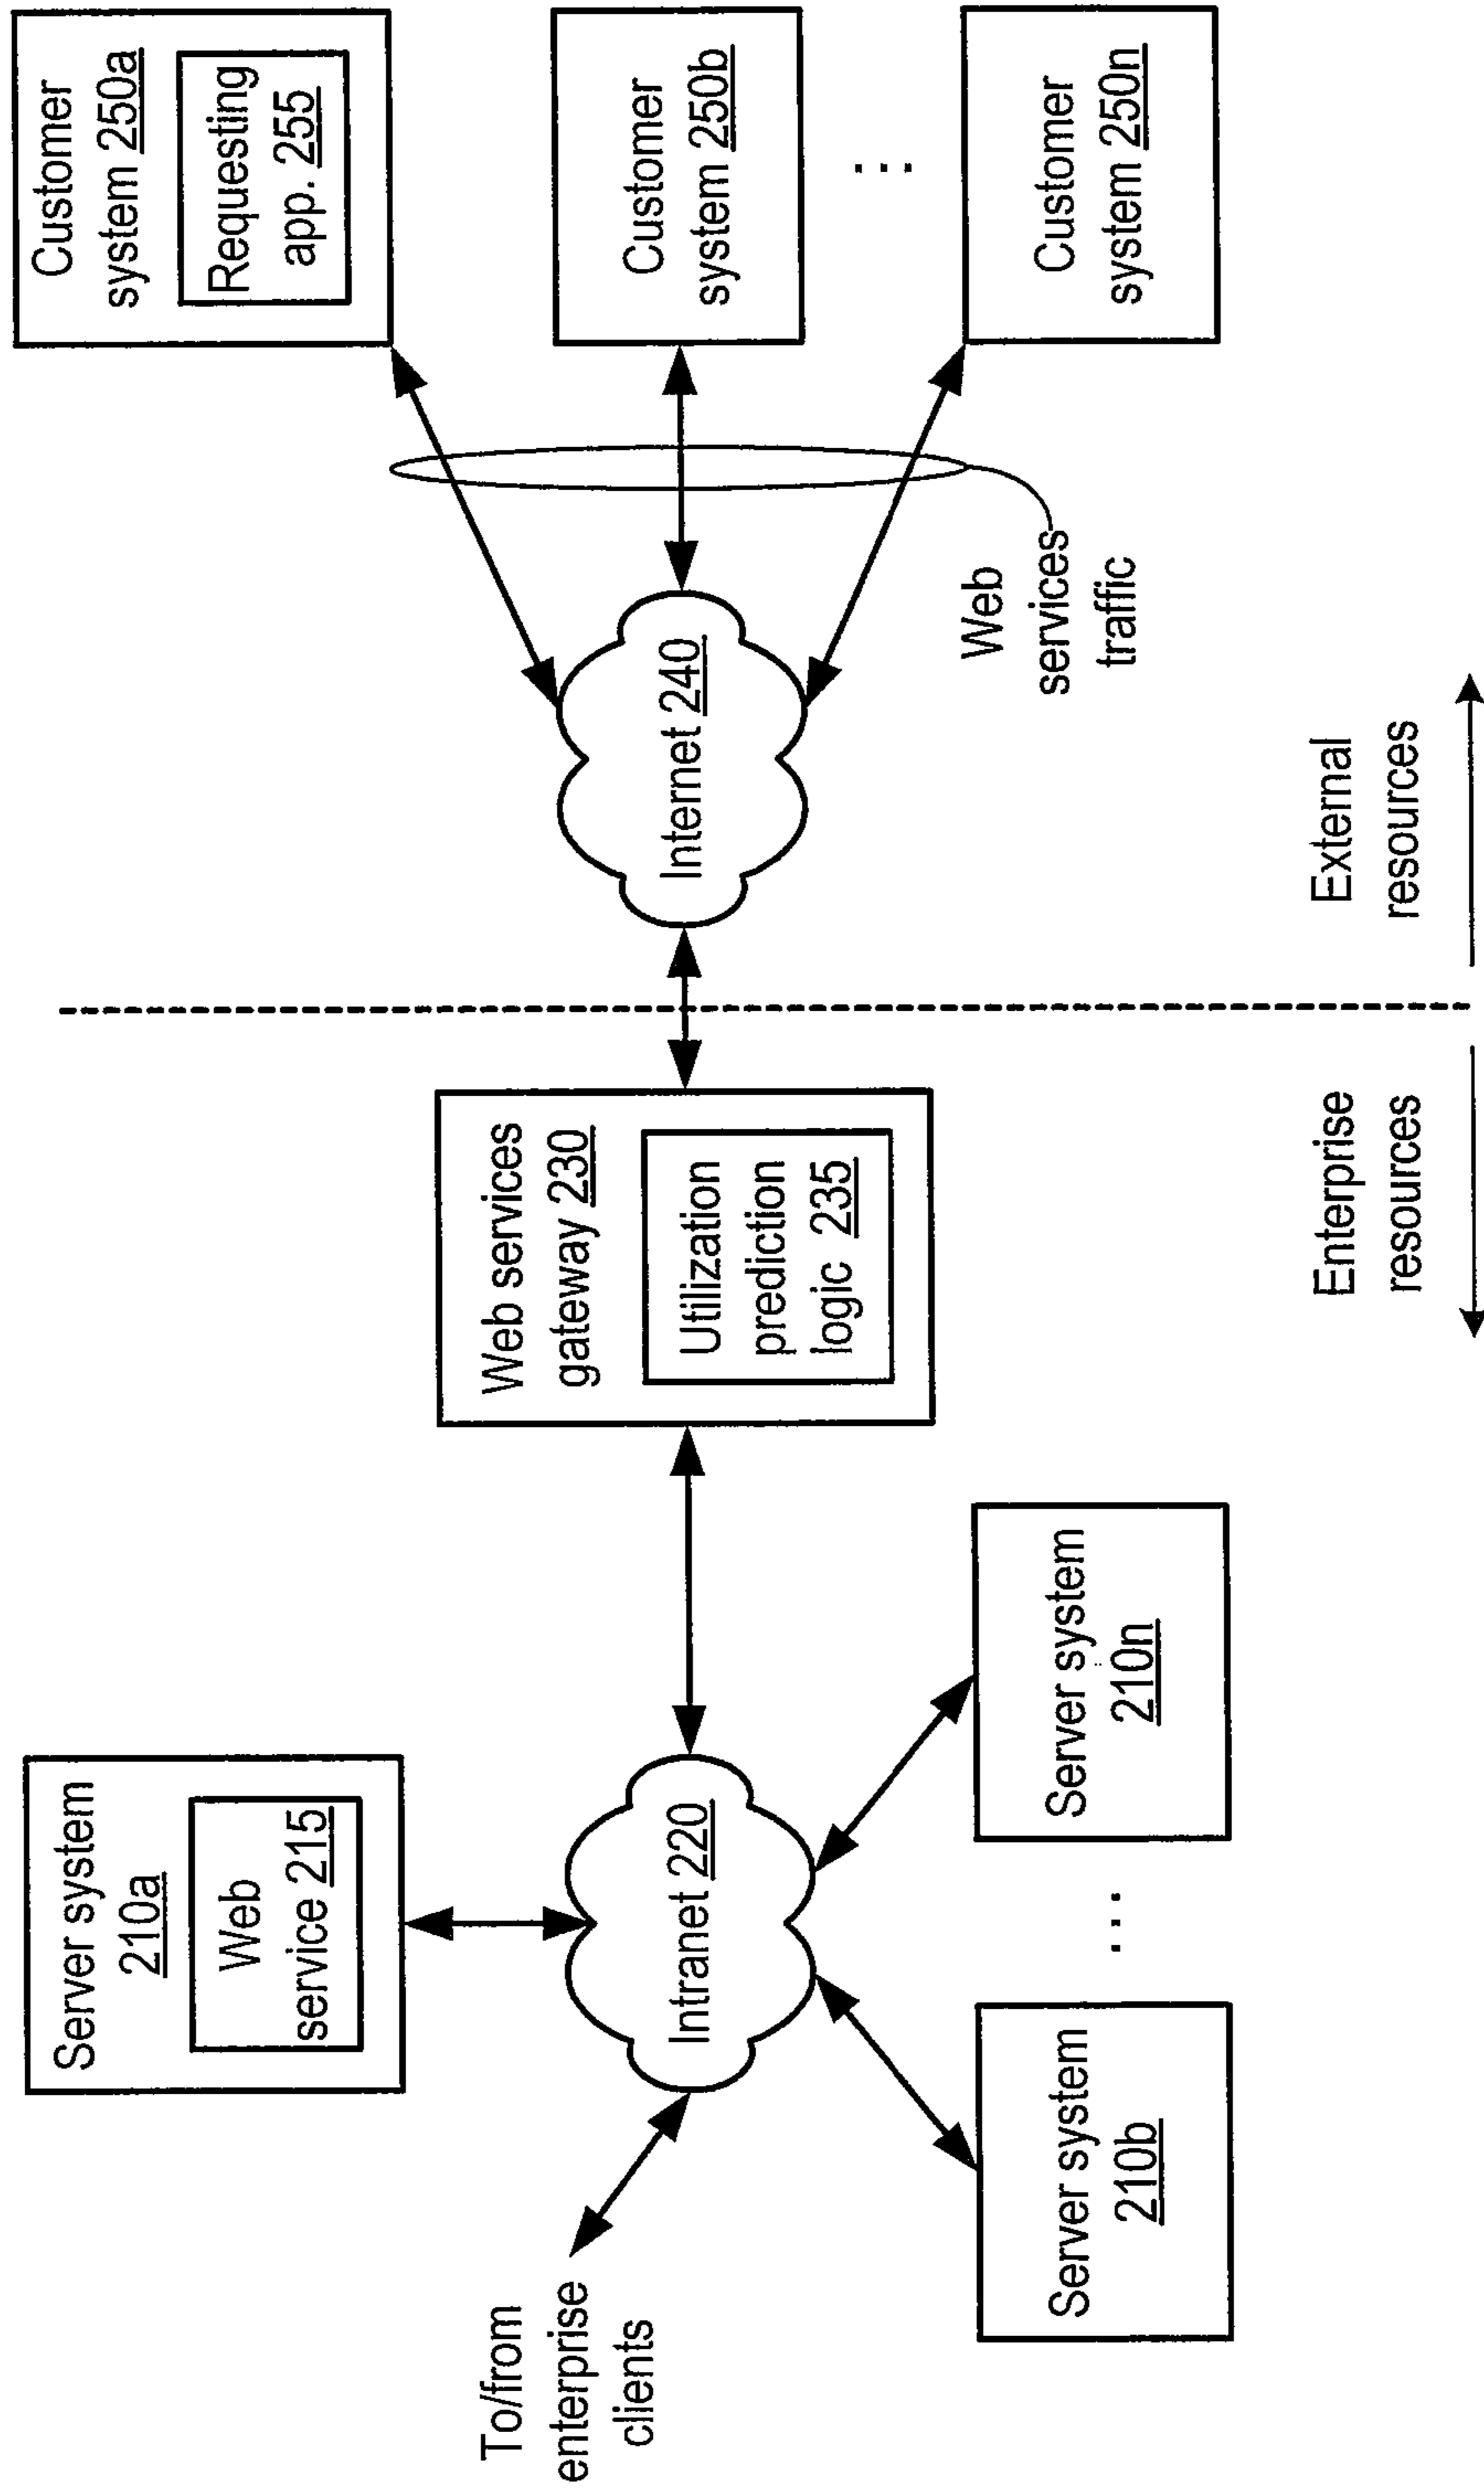 Server system
210a
Web
service 215
To/from
enterprise
clients
Intranet 220
Server system
210b
...
Server system
210n
Web services
gateway 230
Utilization
prediction
logic 235
Enterprise
resources
External
resources
Internet 240
Web
services
traffic
Customer
system 250a
Requesting
app. 255
Customer
system 250b
...
Customer
system 250n